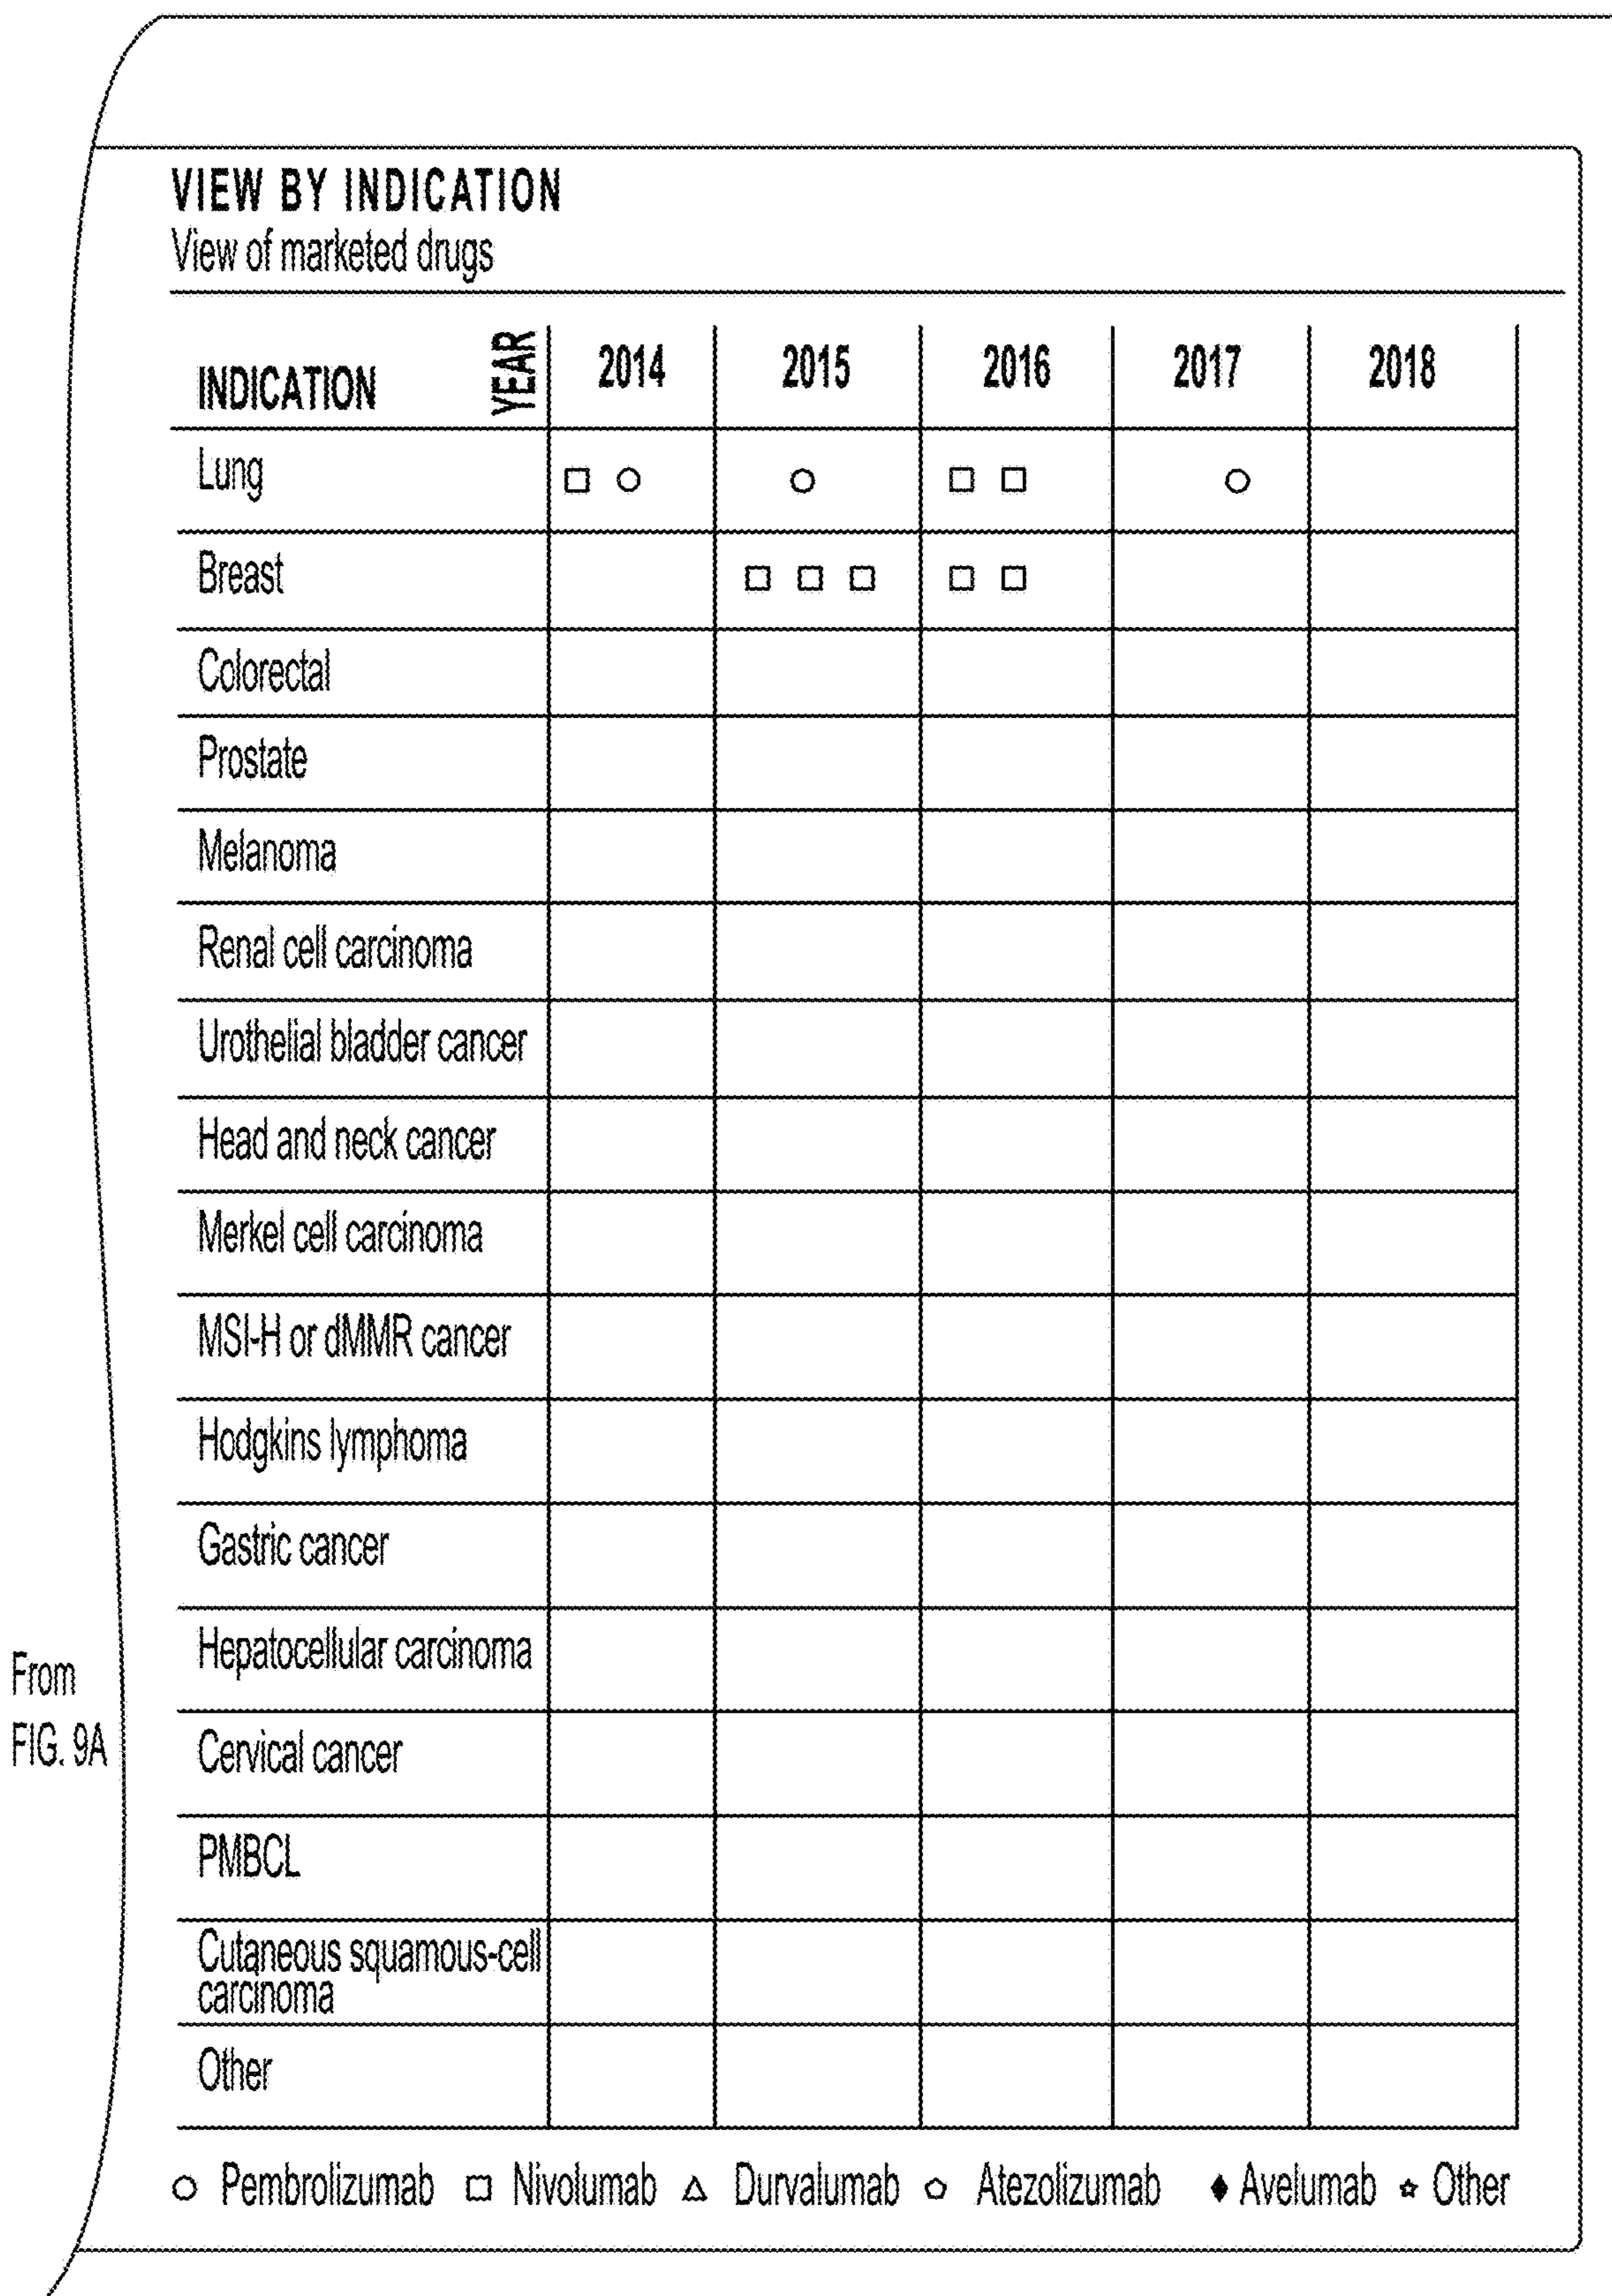 VIEW BY INDICATION
View of marketed drugs
INDICATION YEAR 2014 2015 2016 2017 2018
Lung
Breast
Colorectal
Prostate
Melanoma
Renal cell carcinoma
Urothelial bladder cancer
Head and neck cancer
Merkel cell carcinoma
MSI-H or dMMR cancer
Hodgkins lymphoma
Gastric cancer
Hepatocellular carcinoma
Cervical cancer
PMBCL
Cutaneous squamous-cell
carcinoma
Other
Pembrolizumab Nivolumab Durvalumab Atezolizumab Avelumab Other
From
FIG. 9A